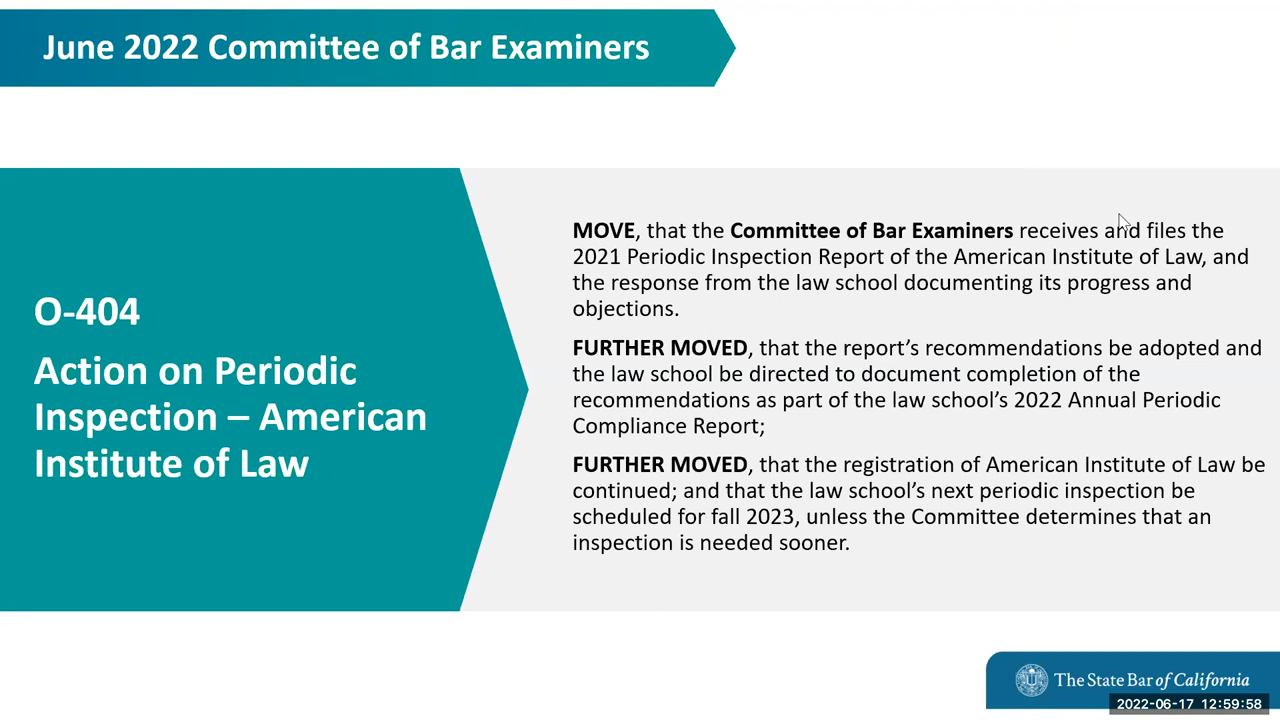 June 2022 Committee of Bar Examiners
O-404
Action on Periodic
Inspection – American
Institute of Law
MOVE, that the Committee of Bar Examiners receives and files the
2021 Periodic Inspection Report of the American Institute of Law, and
the response from the law school documenting its progress and
objections.
FURTHER MOVED, that the report’s recommendations be adopted and
the law school be directed to document completion of the
recommendations as part of the law school’s 2022 Annual Periodic
Compliance Report;
FURTHER MOVED, that the registration of American Institute of Law be
continued; and that the law school’s next periodic inspection be
scheduled for fall 2023, unless the Committee determines that an
inspection is needed sooner.
The State Bar of California
2022-06-17 12:59:58